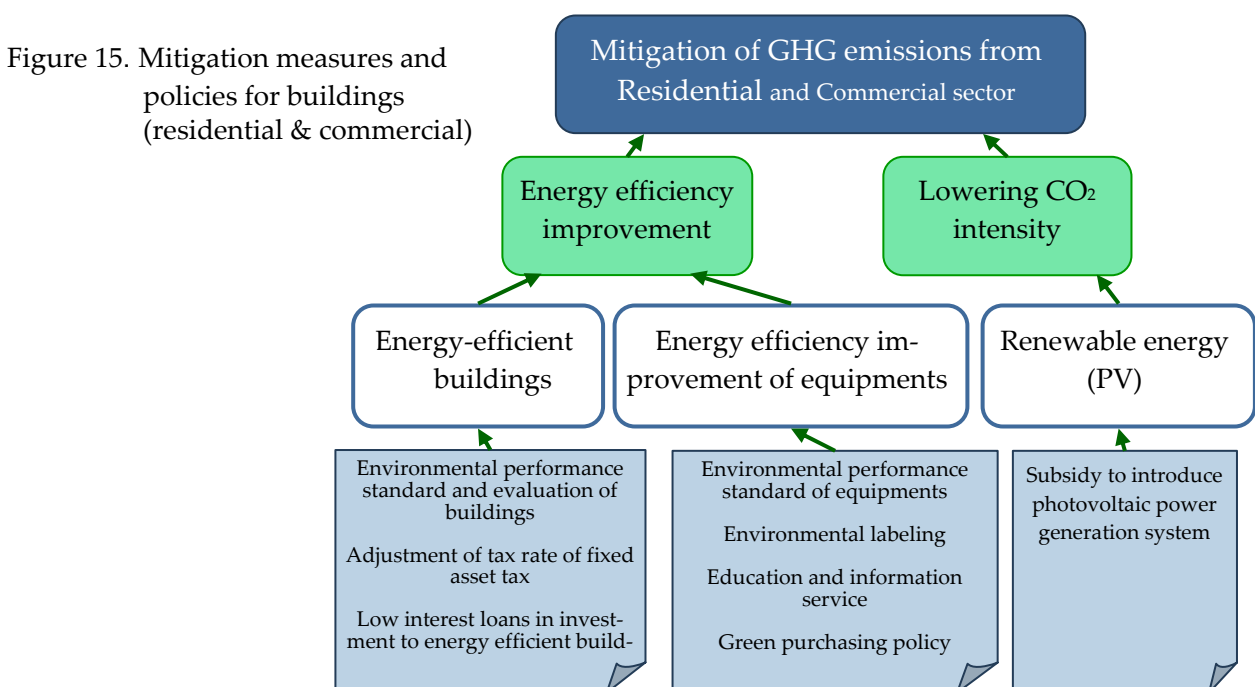 Figure 15. Mitigation measures and
policies for buildings
(residential & commercial)
Mitigation of GHG emissions from
Residential and Commercial sector
Energy efficiency
improvement
Lowering CO₂
intensity
Energy-efficient
buildings
Energy efficiency im-
provement of equipments
Renewable energy
(PV)
Environmental performance
standard and evaluation of
buildings
Adjustment of tax rate of fixed
asset tax
Low interest loans in invest-
ment to energy efficient build-
Environmental performance
standard of equipments
Environmental labeling
Education and information
service
Green purchasing policy
Subsidy to introduce
photovoltaic power
generation system